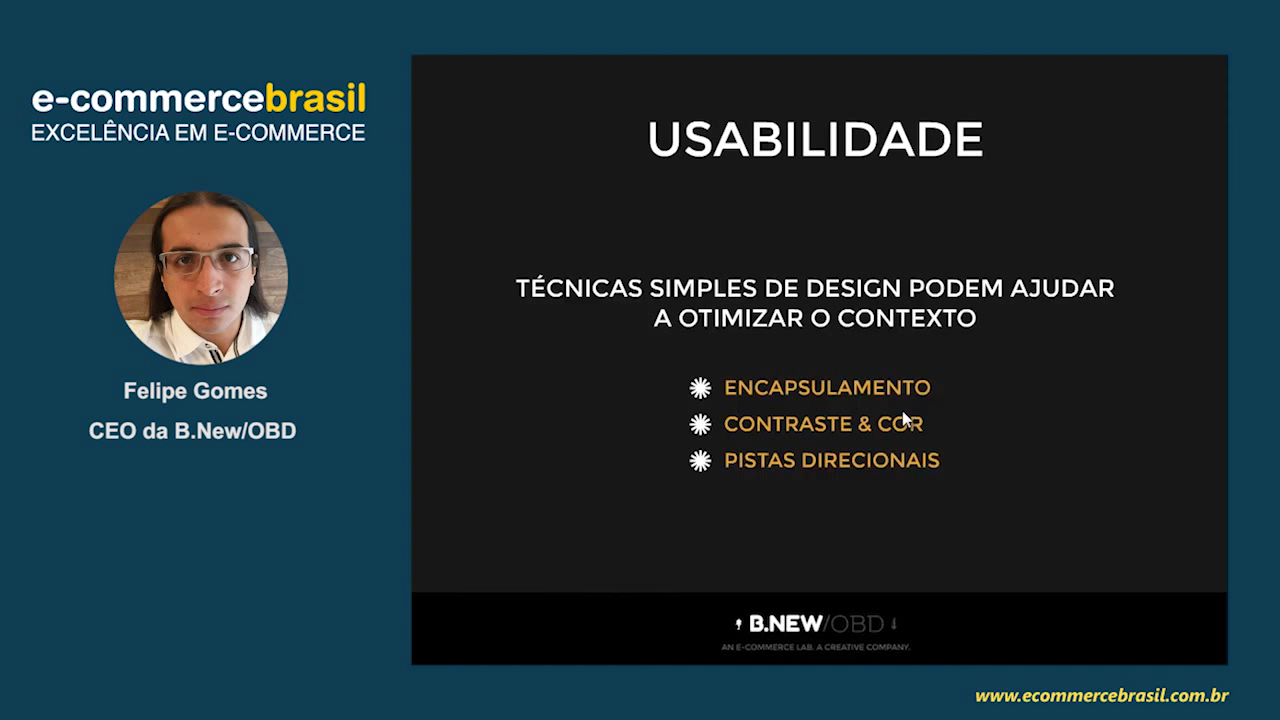 e-commercebrasil
EXCELÊNCIA EM E-COMMERCE
Felipe Gomes
CEO da B.New/OBD
USABILIDADE
TÉCNICAS SIMPLES DE DESIGN PODEM AJUDAR
A OTIMIZAR O CONTEXTO
ENCAPSULAMENTO
CONTRASTE & COR
PISTAS DIRECIONAIS
B.NEW/OBD
AN E-COMMERCE LAB. A CREATIVE COMPANY.
www.ecommercebrasil.com.br